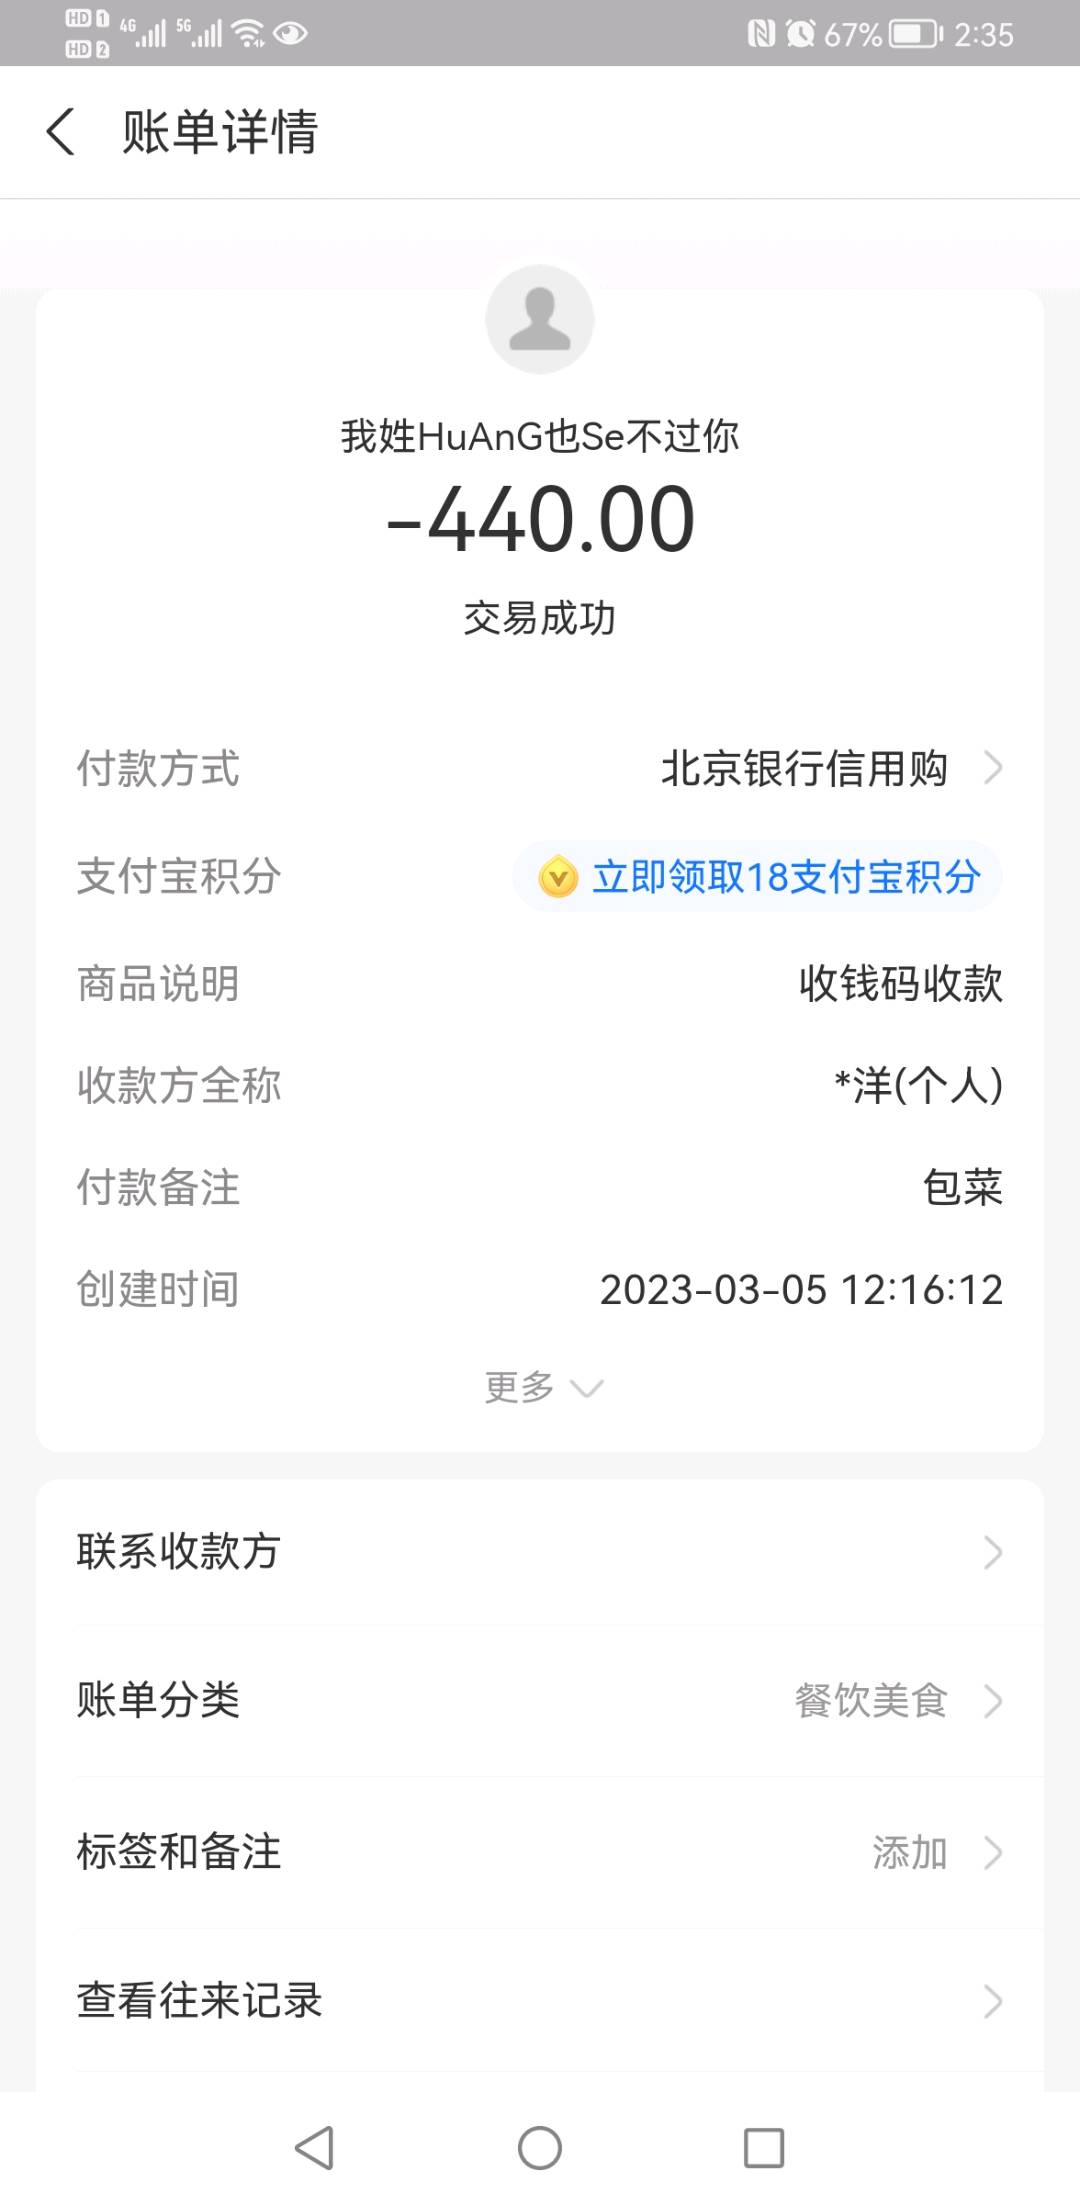 HD 1 4G 5G 67% 2:35
HD 2
账单详情
我姓HuAnG也Se不过你
-440.00
交易成功
付款方式 北京银行信用购
支付宝积分 立即领取18支付宝积分
商品说明 收钱码收款
收款方全称 *洋(个人)
付款备注 包菜
创建时间 2023-03-05 12:16:12
更多
联系收款方
账单分类 餐饮美食
标签和备注 添加
查看往来记录